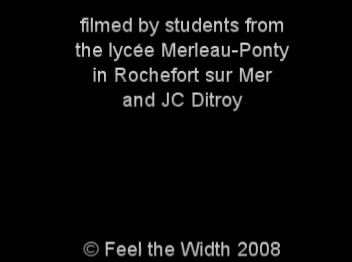 filmed by students from
the lycée Merleau-Ponty
in Rochefort sur Mer
and JC Ditroy
© Feel the Width 2008